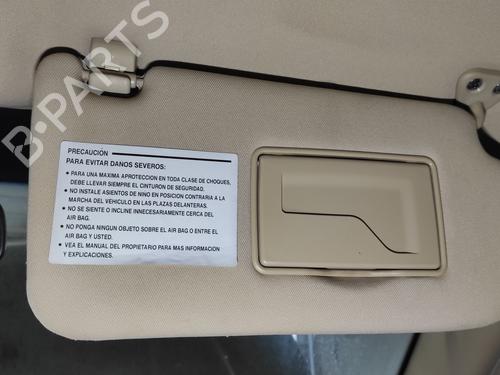 B-PARTS
PRECAUCIÓN
PARA EVITAR DANOS SEVEROS:
• PARA UNA MAXIMA APROTECCION EN TODA CLASE DE CHOQUES,
DEBE LLEVAR SIEMPRE EL CINTURON DE SEGURIDAD.
• NO INSTALE ASIENTOS DE NINO EN POSICION CONTRARIA A LA
MARCHA DEL VEHICULO EN LAS PLAZAS DELANTERAS.
• NO SE SIENTE O INCLINE INNECESARIAMENTE CERCA DEL
AIR BAG.
• NO PONGA NINGUN OBJETO SOBRE EL AIR BAG O ENTRE EL
AIR BAG Y USTED.
• VEA EL MANUAL DEL PROPIETARIO PARA MAS INFORMACION
Y EXPLICACIONES.